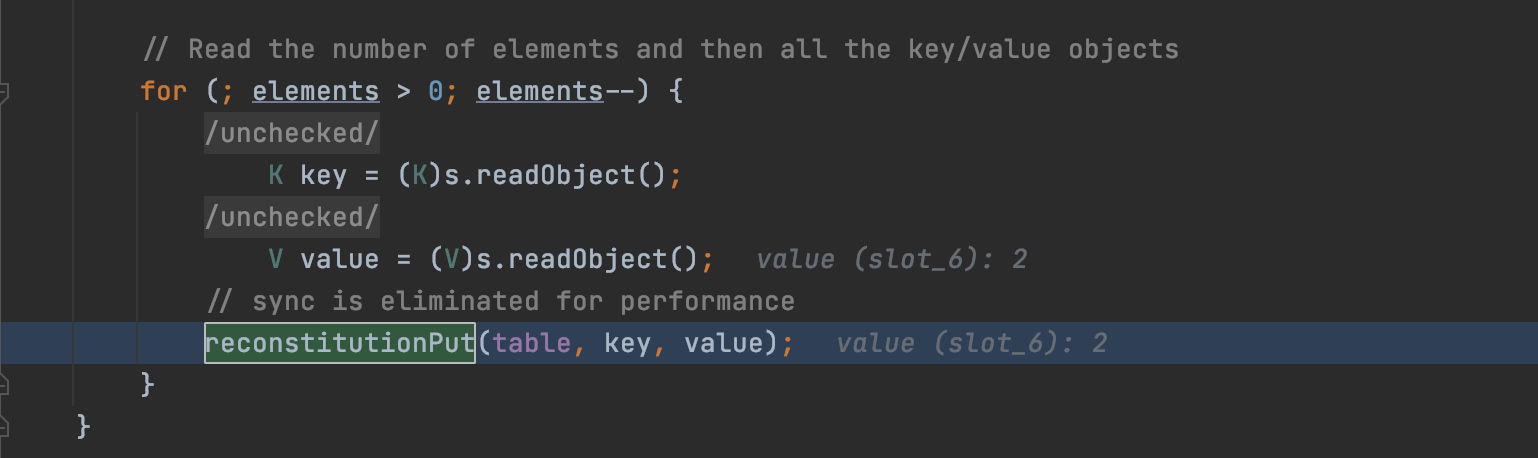 // Read the number of elements and then all the key/value objects
for (; elements > 0; elements--) {
/unchecked/
K key = (K)s.readObject();
/unchecked/
V value = (V)s.readObject();   value (slot_6): 2
// sync is eliminated for performance
reconstitutionPut(table, key, value);   value (slot_6): 2
}
}